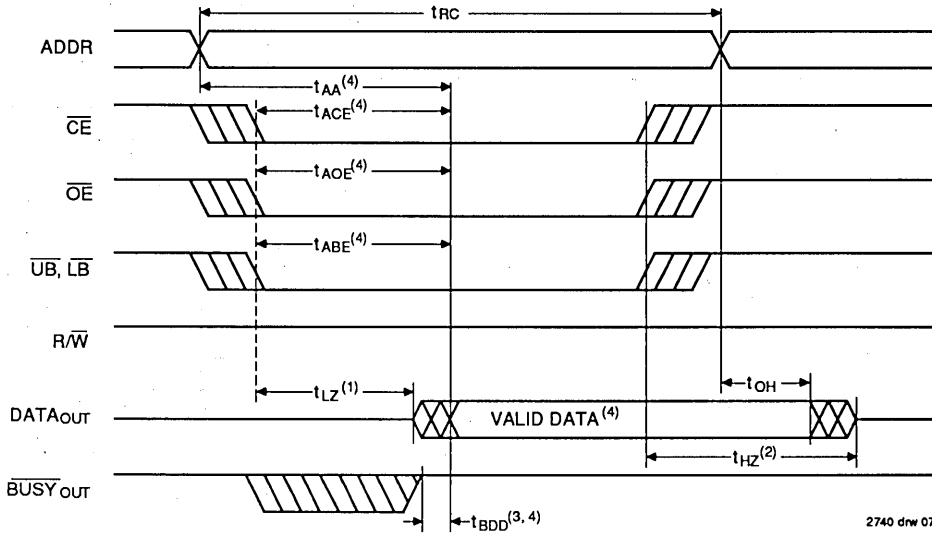 tRC
ADDR
tAA(4)
CE tACE(4)
OE tAOE(4)
tABE(4)
UB, LB
R/W
tLZ(1) tOH
DATAOUT VALID DATA(4)
tHZ(2)
BUSYOUT
tBDD(3, 4)
2740 drw 07